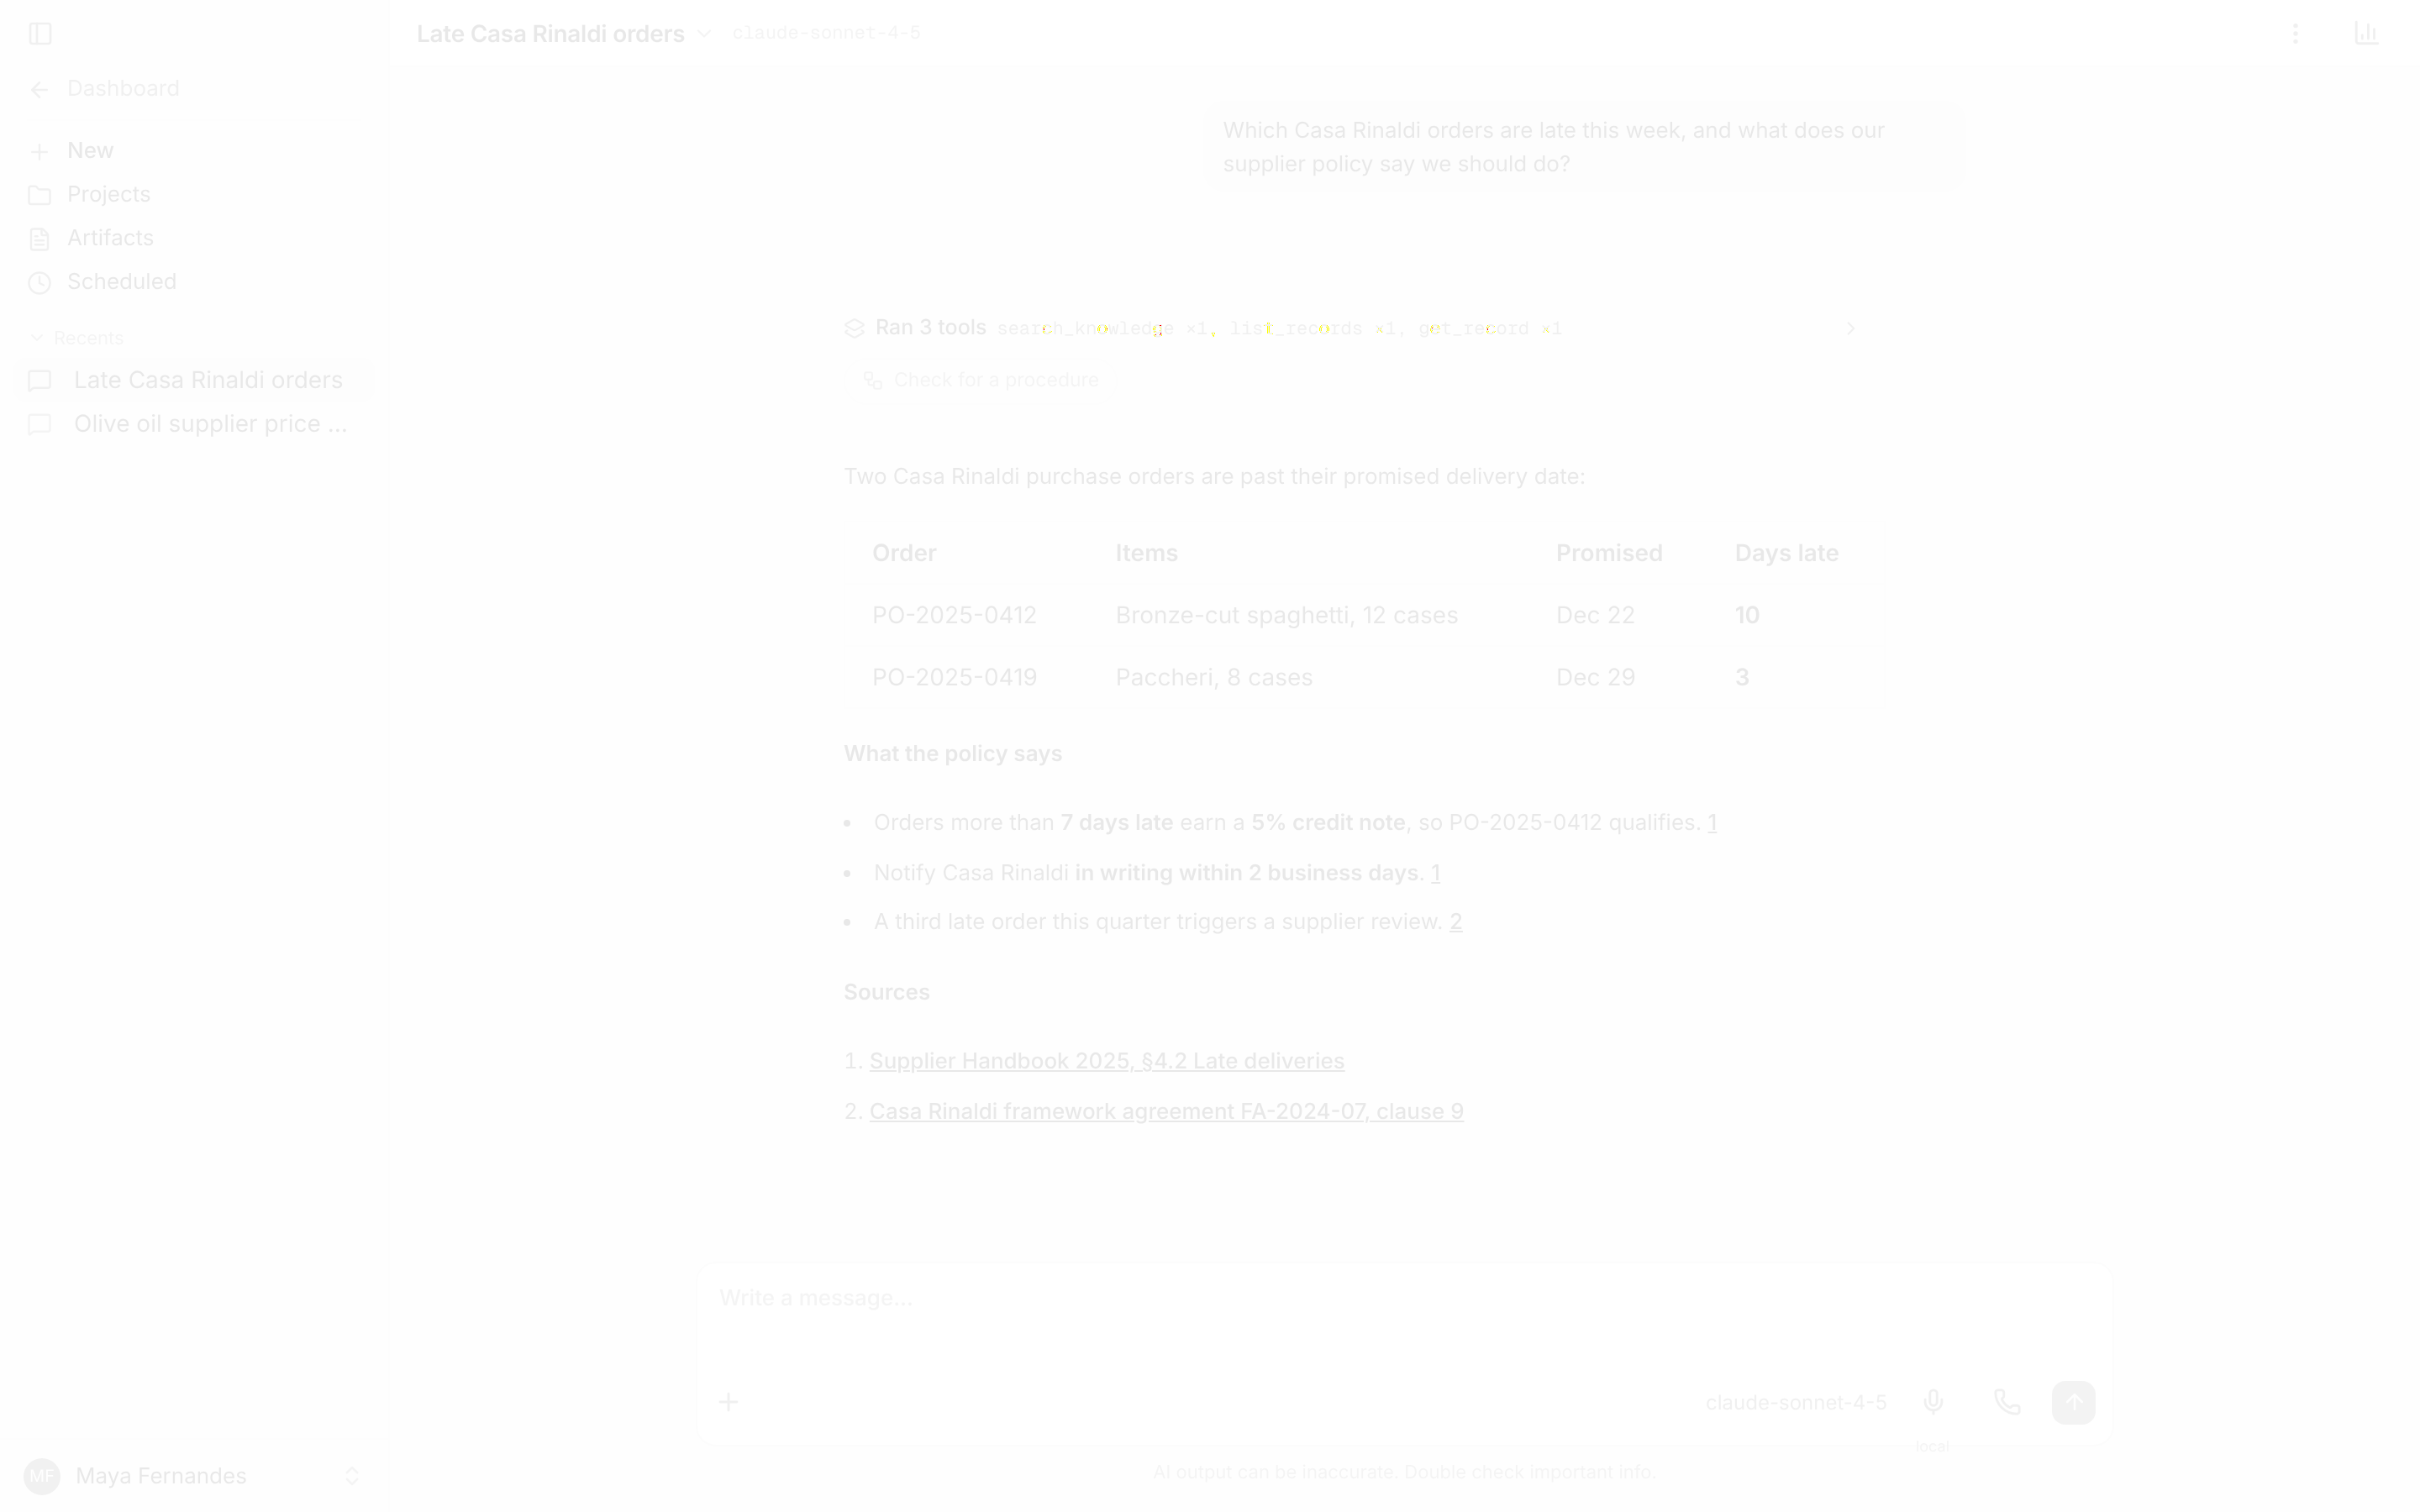 Late Casa Rinaldi orders claude-sonnet-4-5
Dashboard
New
Projects
Artifacts
Scheduled
Recents
Late Casa Rinaldi orders
Olive oil supplier price ...
Which Casa Rinaldi orders are late this week, and what does our
supplier policy say we should do?
Ran 3 tools search_knowledge ×1, list_records ×1, get_record ×1
Check for a procedure
Two Casa Rinaldi purchase orders are past their promised delivery date:
Order Items Promised Days late
PO-2025-0412 Bronze-cut spaghetti, 12 cases Dec 22 10
PO-2025-0419 Paccheri, 8 cases Dec 29 3
What the policy says
• Orders more than 7 days late earn a 5% credit note, so PO-2025-0412 qualifies. 1
• Notify Casa Rinaldi in writing within 2 business days. 1
• A third late order this quarter triggers a supplier review. 2
Sources
1. Supplier Handbook 2025, §4.2 Late deliveries
2. Casa Rinaldi framework agreement FA-2024-07, clause 9
Write a message...
claude-sonnet-4-5
local
MF Maya Fernandes
AI output can be inaccurate. Double check important info.